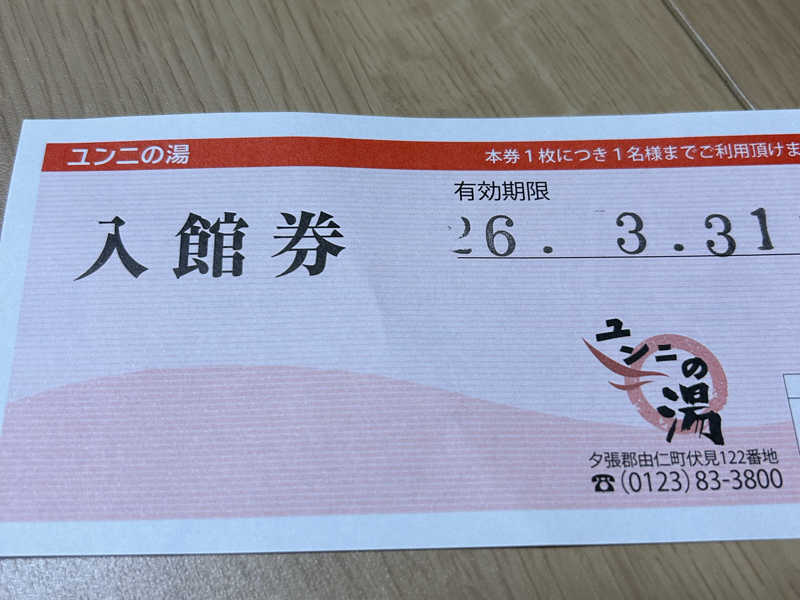 ユンニの湯
本券1枚につき1名様までご利用頂けま
有効期限
入館券
26. 3.31
ユンニの湯
夕張郡由仁町伏見122番地
☎(0123)83-3800